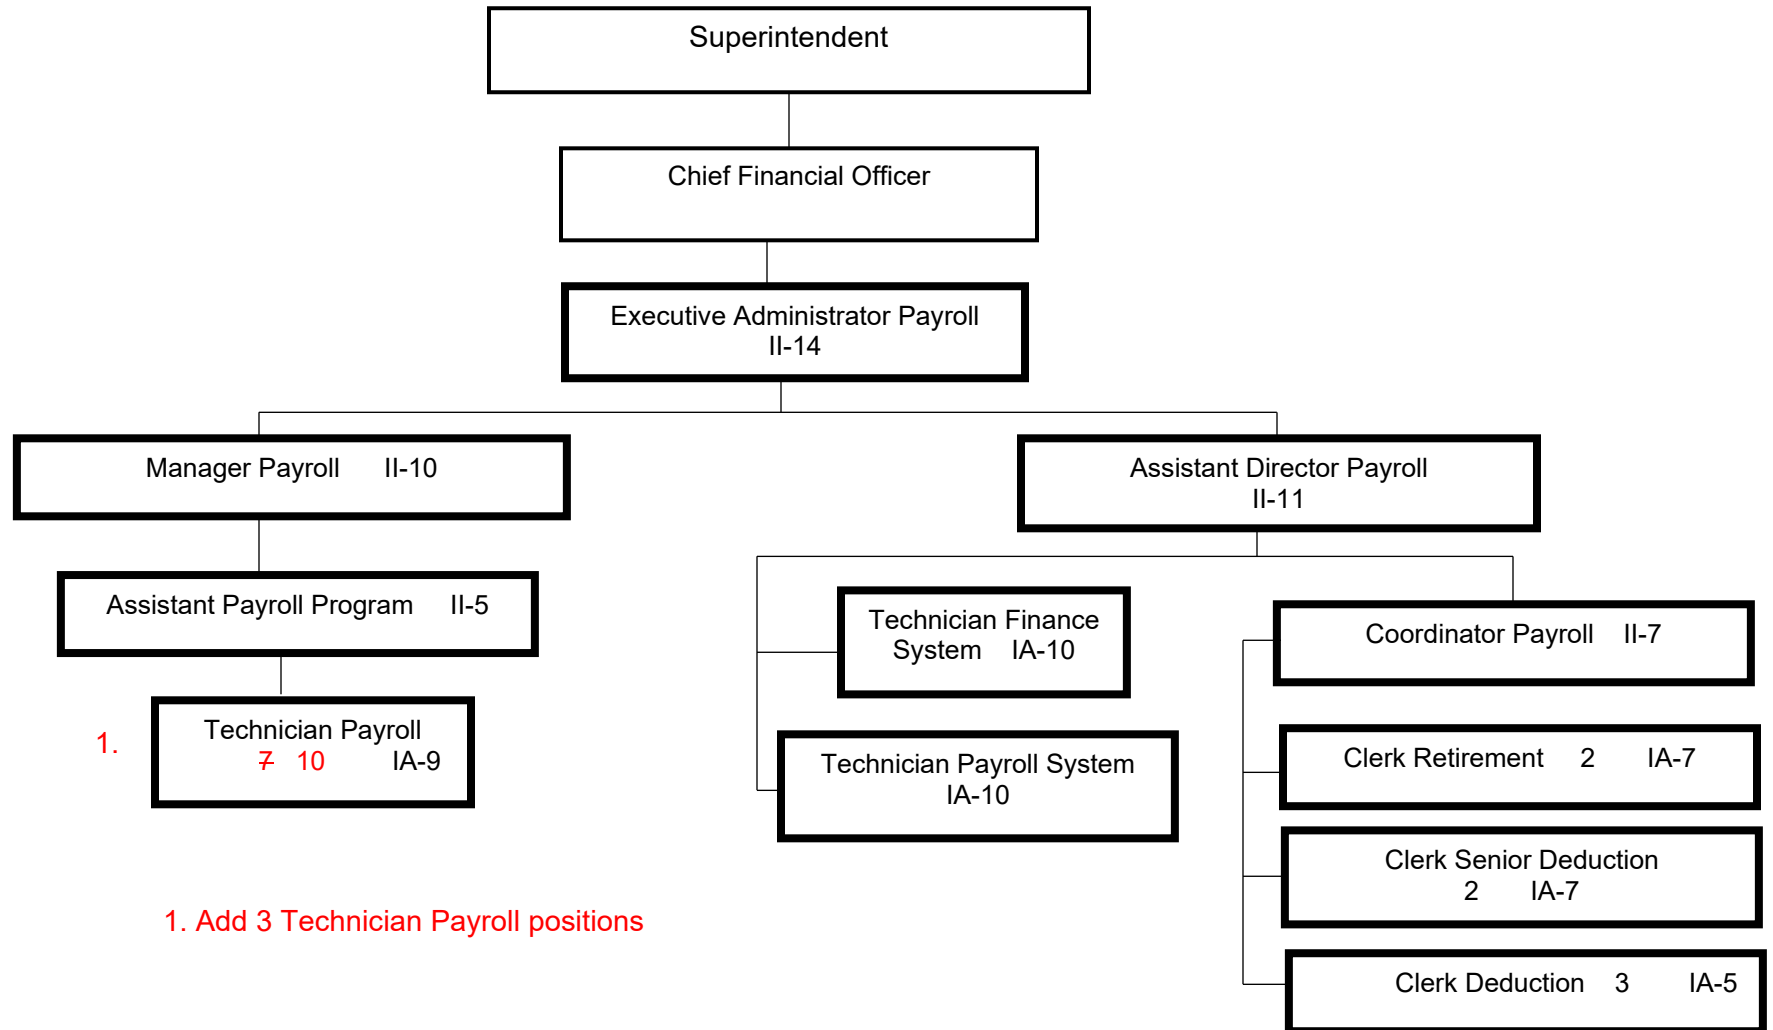 Superintendent
Chief Financial Officer
Executive Administrator Payroll
II-14
Manager Payroll II-10
Assistant Director Payroll
II-11
Assistant Payroll Program II-5
Technician Finance
System IA-10
Coordinator Payroll II-7
1.
Technician Payroll
7 10 IA-9
Technician Payroll System
IA-10
Clerk Retirement 2 IA-7
Clerk Senior Deduction
2 IA-7
Clerk Deduction 3 IA-5
1. Add 3 Technician Payroll positions